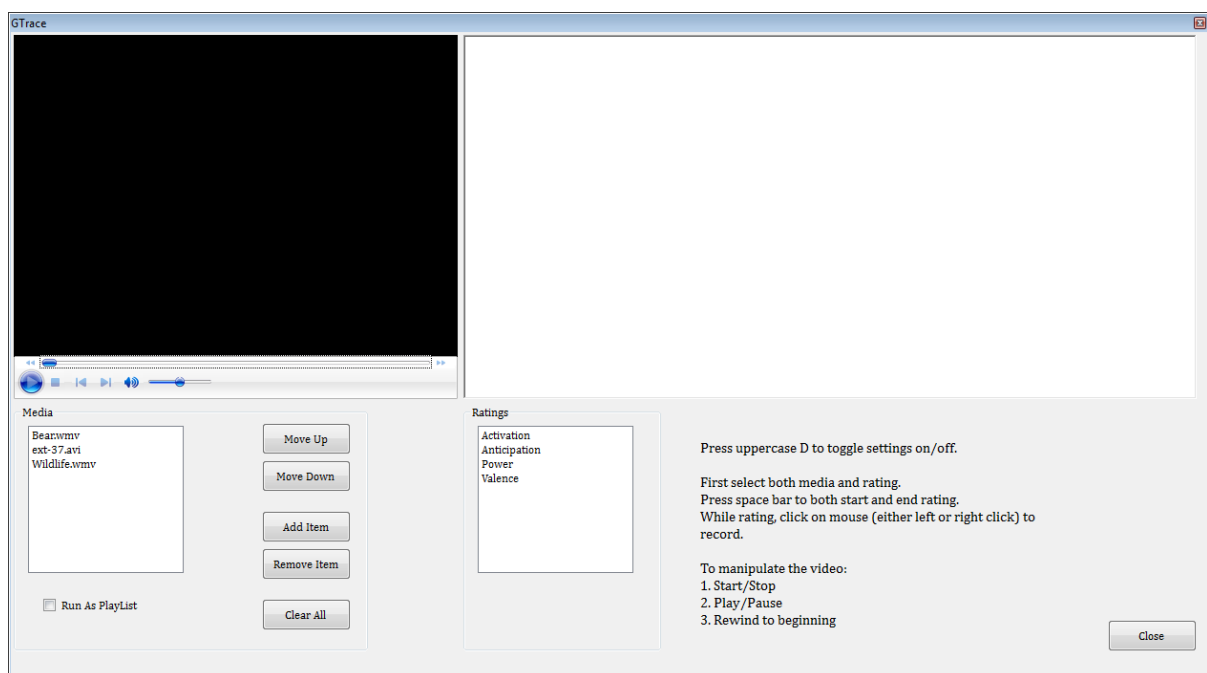 GTrace
Media
Bear.wmv
ext-37.avi
Wildlife.wmv
Move Up
Move Down
Add Item
Remove Item
Run As PlayList
Clear All
Ratings
Activation
Anticipation
Power
Valence
Press uppercase D to toggle settings on/off.
First select both media and rating.
Press space bar to both start and end rating.
While rating, click on mouse (either left or right click) to
record.
To manipulate the video:
1. Start/Stop
2. Play/Pause
3. Rewind to beginning
Close